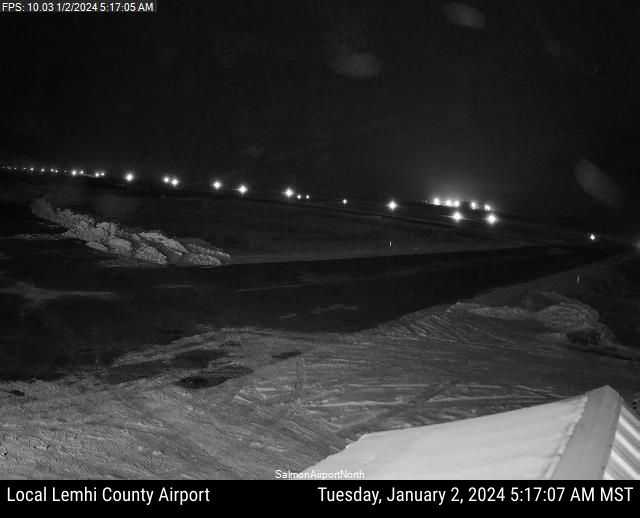 FPS: 10.03 1/2/2024 5:17:05 AM
SalmonAirportNorth
Local Lemhi County Airport
Tuesday, January 2, 2024 5:17:07 AM MST